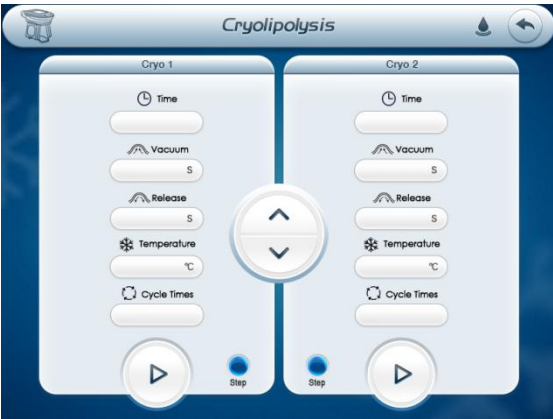 Cryolipolysis
Cryo 1
Time
Vacuum
S
Release
S
Temperature
°C
Cycle Times
Step
Cryo 2
Time
Vacuum
S
Release
S
Temperature
°C
Cycle Times
Step